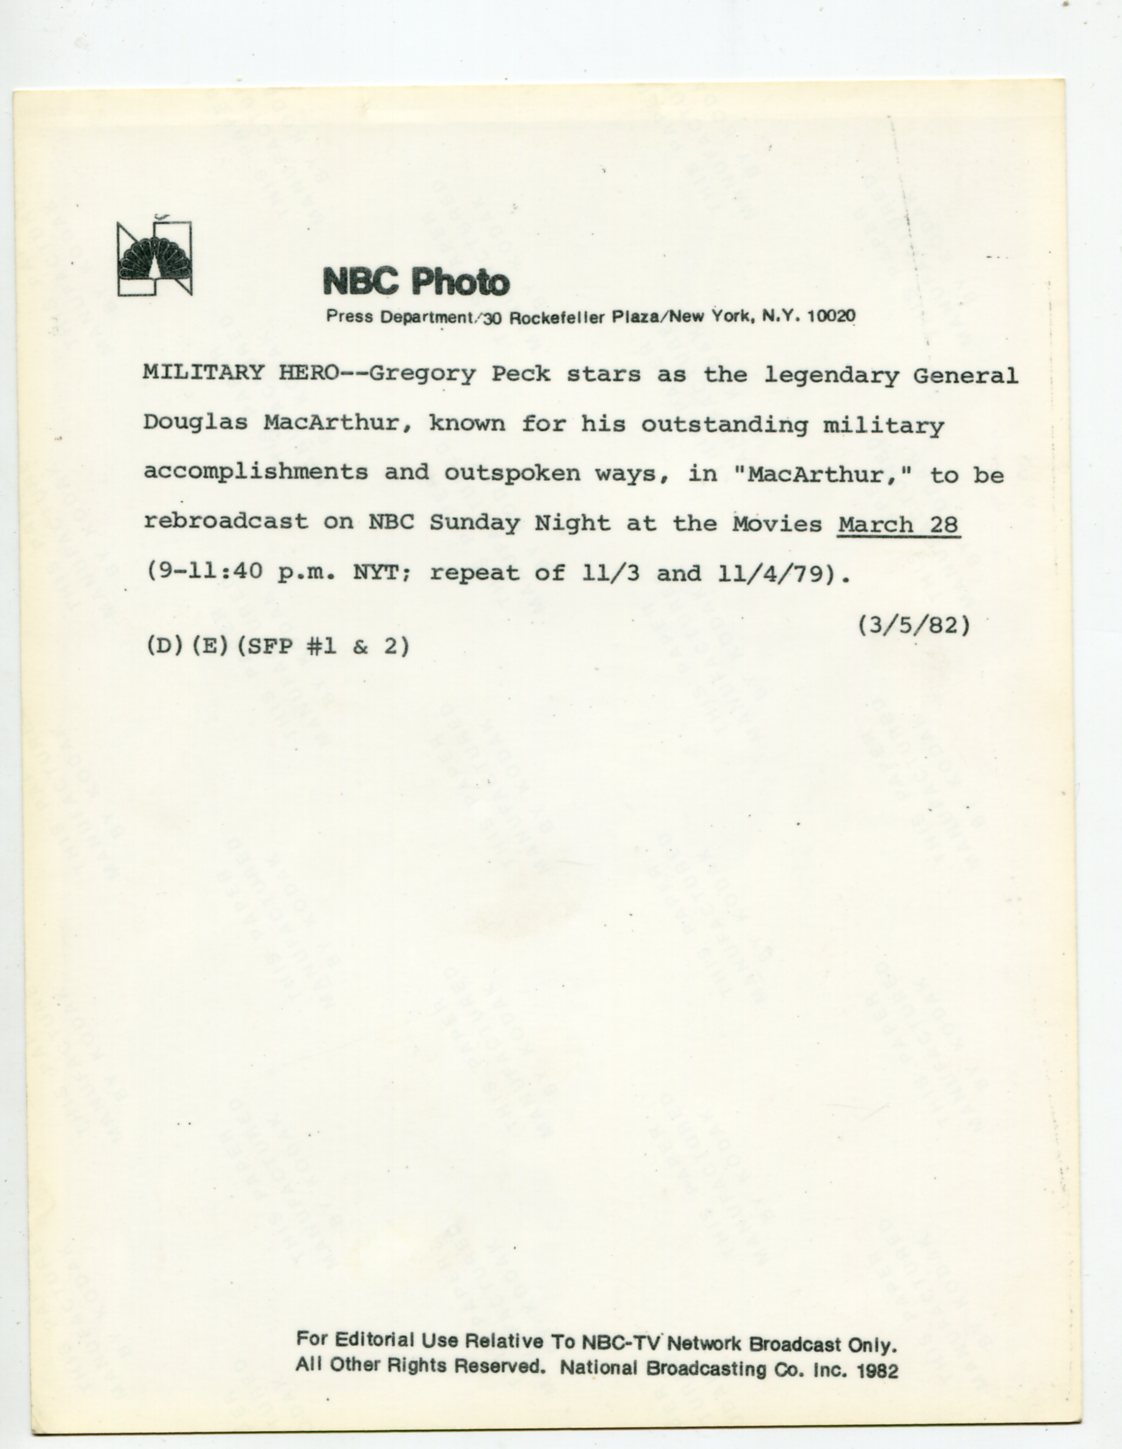 NBC Photo
Press Department/30 Rockefeller Plaza/New York, N.Y. 10020
MILITARY HERO--Gregory Peck stars as the legendary General
Douglas MacArthur, known for his outstanding military
accomplishments and outspoken ways, in "MacArthur," to be
rebroadcast on NBC Sunday Night at the Movies March 28
(9-11:40 p.m. NYT; repeat of 11/3 and 11/4/79).
(3/5/82)
(D)(E)(SFP #1 & 2)
For Editorial Use Relative To NBC-TV Network Broadcast Only.
All Other Rights Reserved. National Broadcasting Co. Inc. 1982